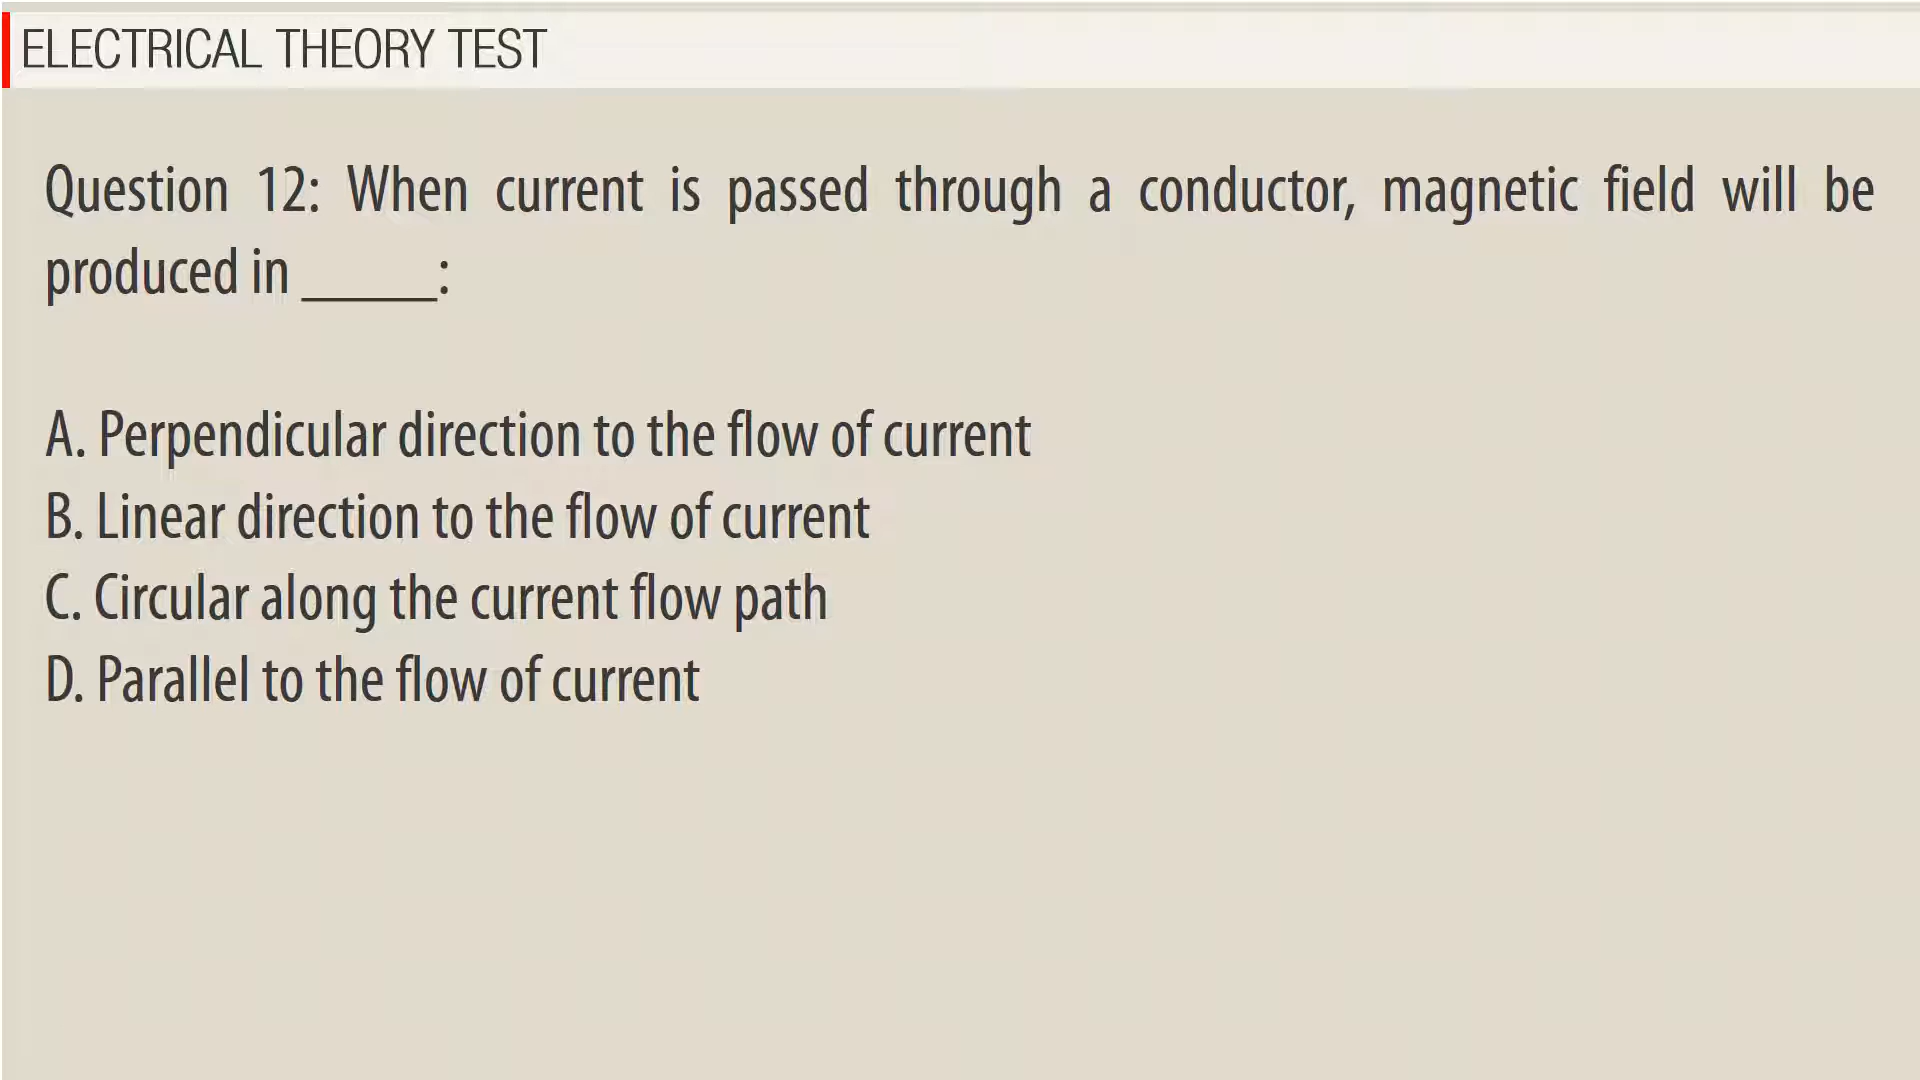 ELECTRICAL THEORY TEST
Question 12: When current is passed through a conductor, magnetic field will be
produced in _____:
A. Perpendicular direction to the flow of current
B. Linear direction to the flow of current
C. Circular along the current flow path
D. Parallel to the flow of current